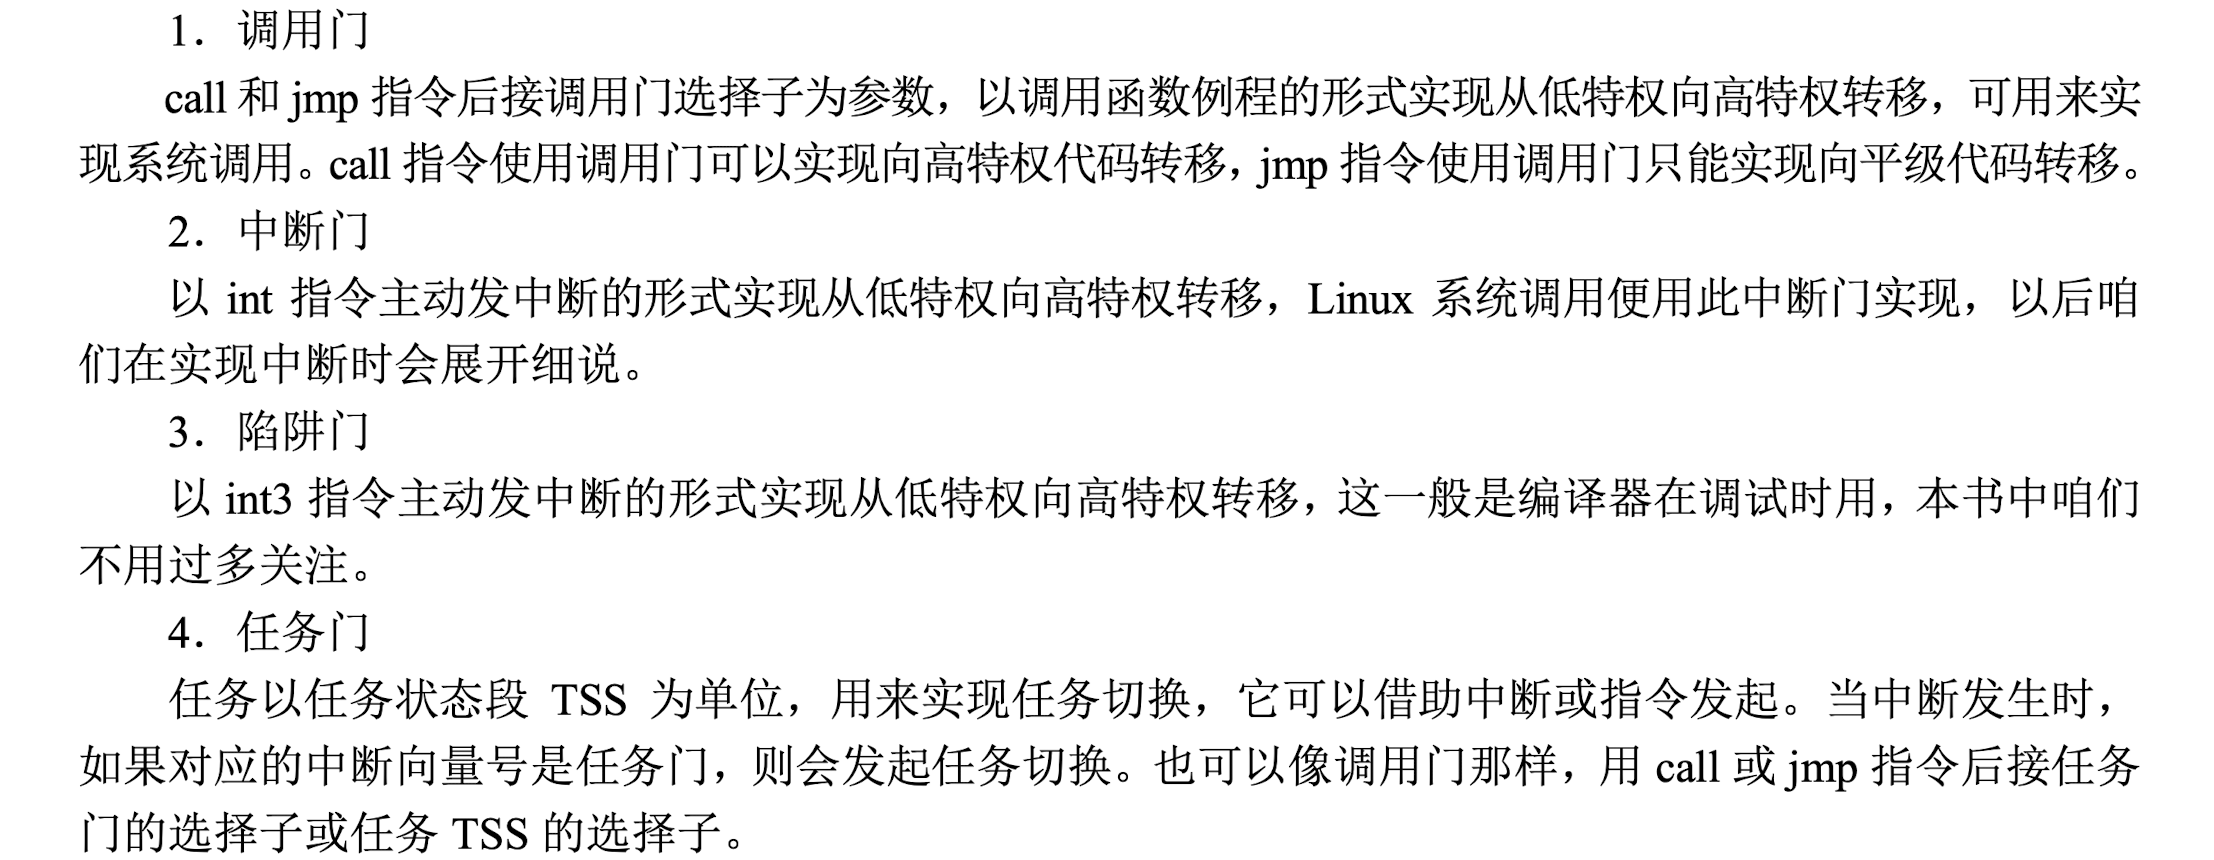 1．调用门
call 和 jmp 指令后接调用门选择子为参数，以调用函数例程的形式实现从低特权向高特权转移，可用来实
现系统调用。call 指令使用调用门可以实现向高特权代码转移，jmp 指令使用调用门只能实现向平级代码转移。
2．中断门
以 int 指令主动发中断的形式实现从低特权向高特权转移，Linux 系统调用便用此中断门实现，以后咱
们在实现中断时会展开细说。
3．陷阱门
以 int3 指令主动发中断的形式实现从低特权向高特权转移，这一般是编译器在调试时用，本书中咱们
不用过多关注。
4．任务门
任务以任务状态段 TSS 为单位，用来实现任务切换，它可以借助中断或指令发起。当中断发生时，
如果对应的中断向量号是任务门，则会发起任务切换。也可以像调用门那样，用 call 或 jmp 指令后接任务
门的选择子或任务 TSS 的选择子。